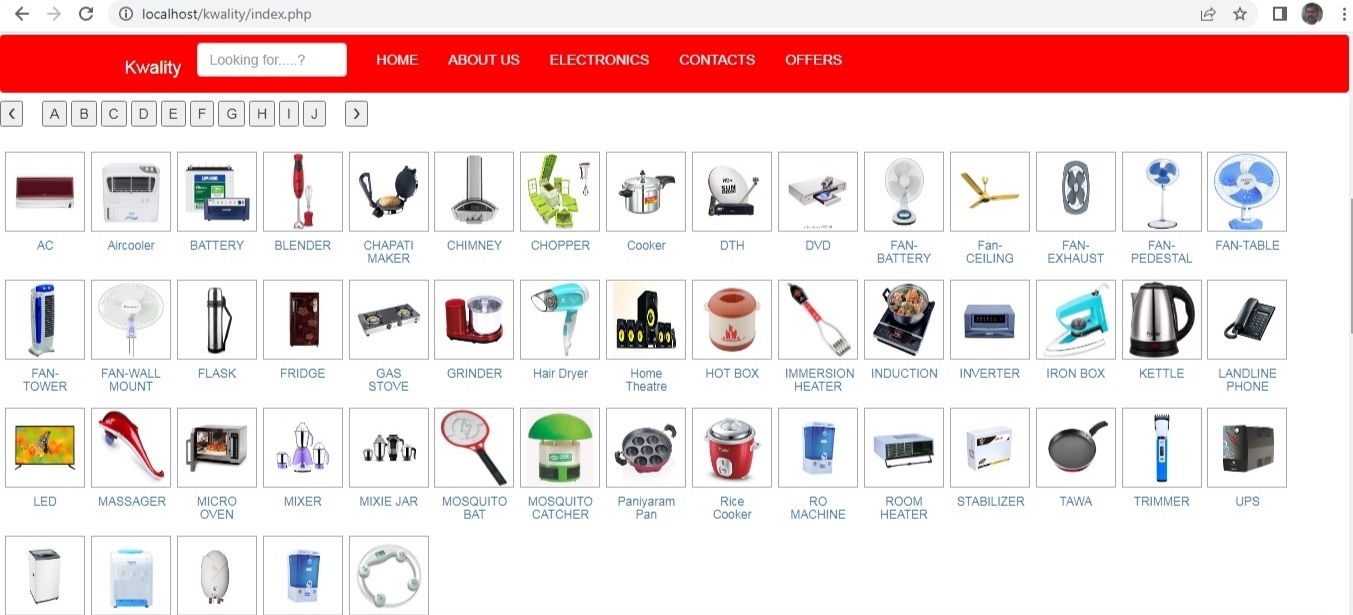 localhost/kwality/index.php
Kwality Looking for.....? HOME ABOUT US ELECTRONICS CONTACTS OFFERS
A B C D E F G H I J
SUN
AC Aircooler BATTERY BLENDER CHAPATI MAKER CHIMNEY CHOPPER Cooker DTH DVD FAN-BATTERY Fan-CEILING FAN-EXHAUST FAN-PEDESTAL FAN-TABLE
FAN-TOWER FAN-WALL MOUNT FLASK FRIDGE GAS STOVE GRINDER Hair Dryer Home Theatre HOT BOX IMMERSION HEATER INDUCTION INVERTER IRON BOX KETTLE LANDLINE PHONE
LED MASSAGER MICRO OVEN MIXER MIXIE JAR MOSQUITO BAT MOSQUITO CATCHER Paniyaram Pan Rice Cooker RO MACHINE ROOM HEATER STABILIZER TAWA TRIMMER UPS